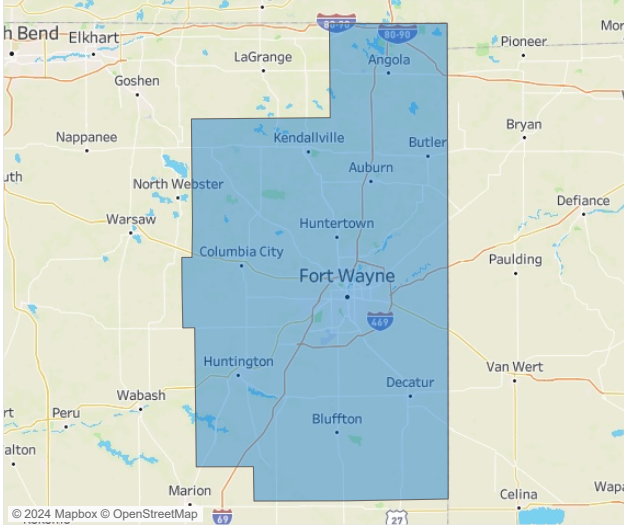 80-90
h Bend
Elkhart
80-90
Pioneer
Mor
LaGrange
Angola
Goshen
Bryan
Nappanee
Kendallville
Butler
uth
Auburn
North Webster
Defiance
Warsaw
Huntertown
Columbia City
Paulding
Fort Wayne
469
Huntington
Van Wert
Wabash
Decatur
rt
Peru
Bluffton
alton
Marion
Celina
Wapa
© 2024 Mapbox © OpenStreetMap
69
27